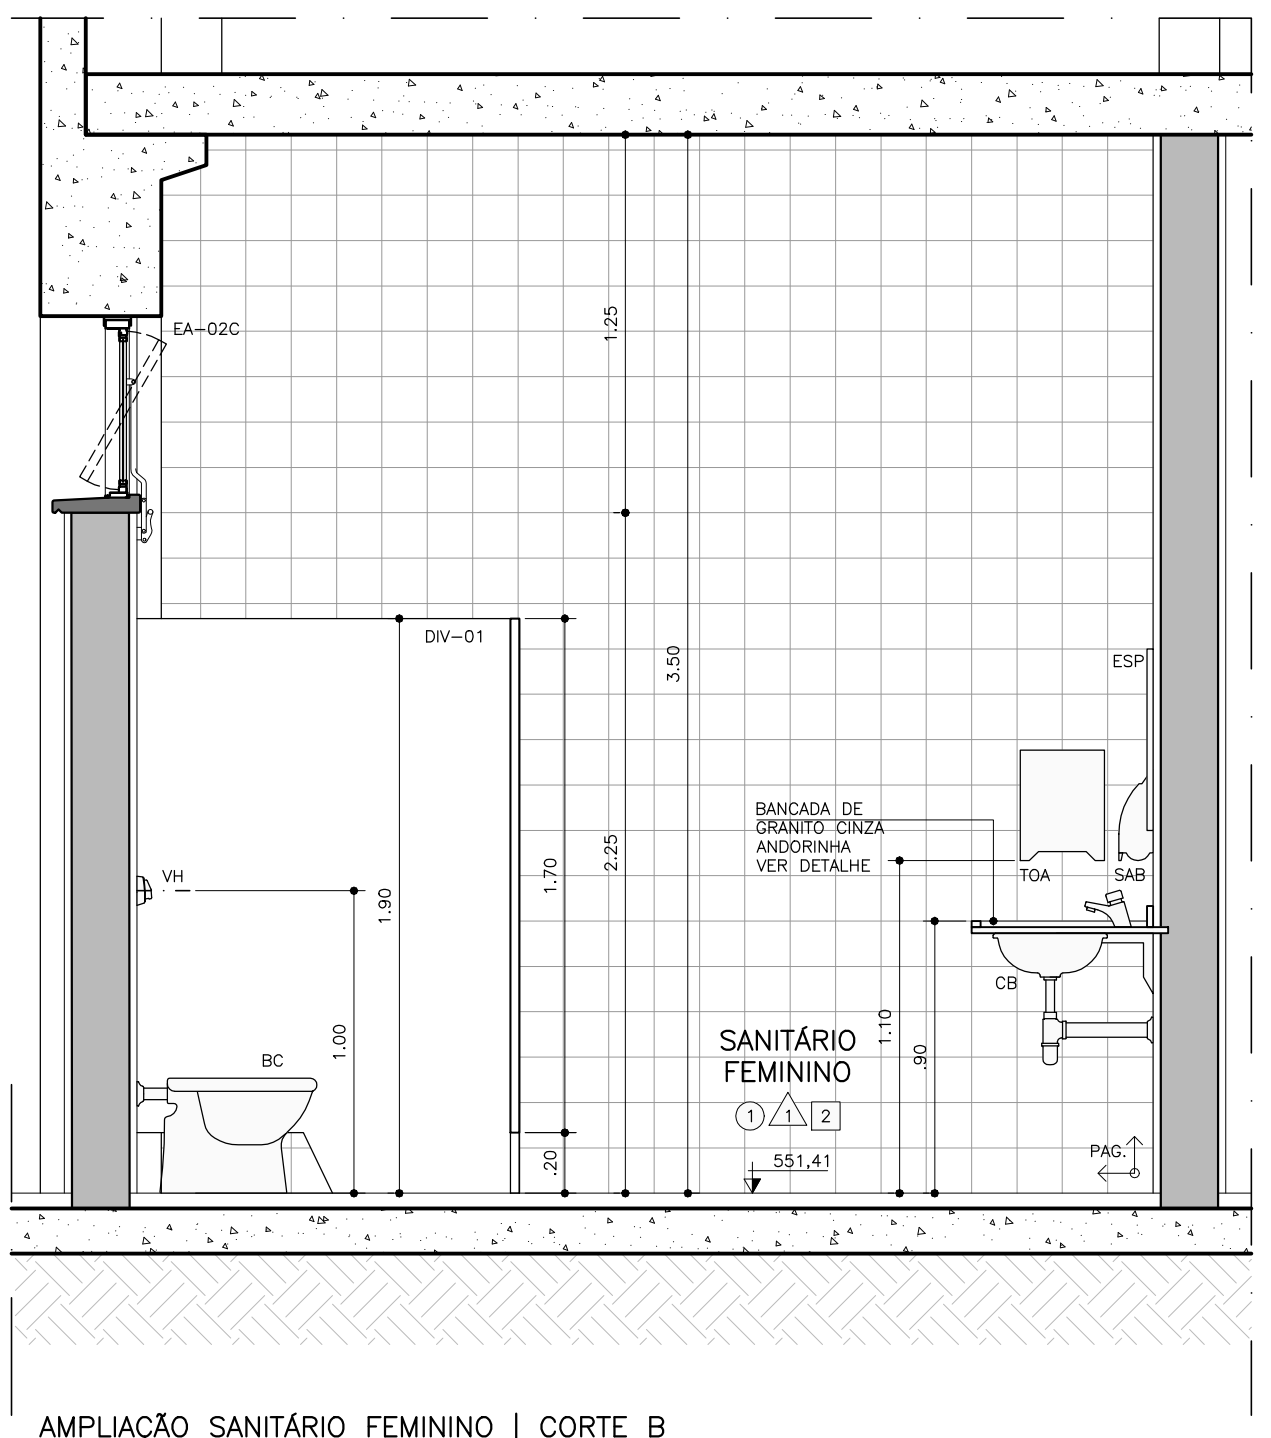 EA-02C
1.25
DIV-01
3.50
ESP
BANCADA DE
GRANITO CINZA
ANDORINHA
VER DETALHE
2.25
1.70
1.90
VH
TOA
SAB
CB
1.00
1.10
.90
BC
SANITÁRIO
FEMININO
1 1 2
551,41
.20
PAG.
AMPLIAÇÃO SANITÁRIO FEMININO | CORTE B